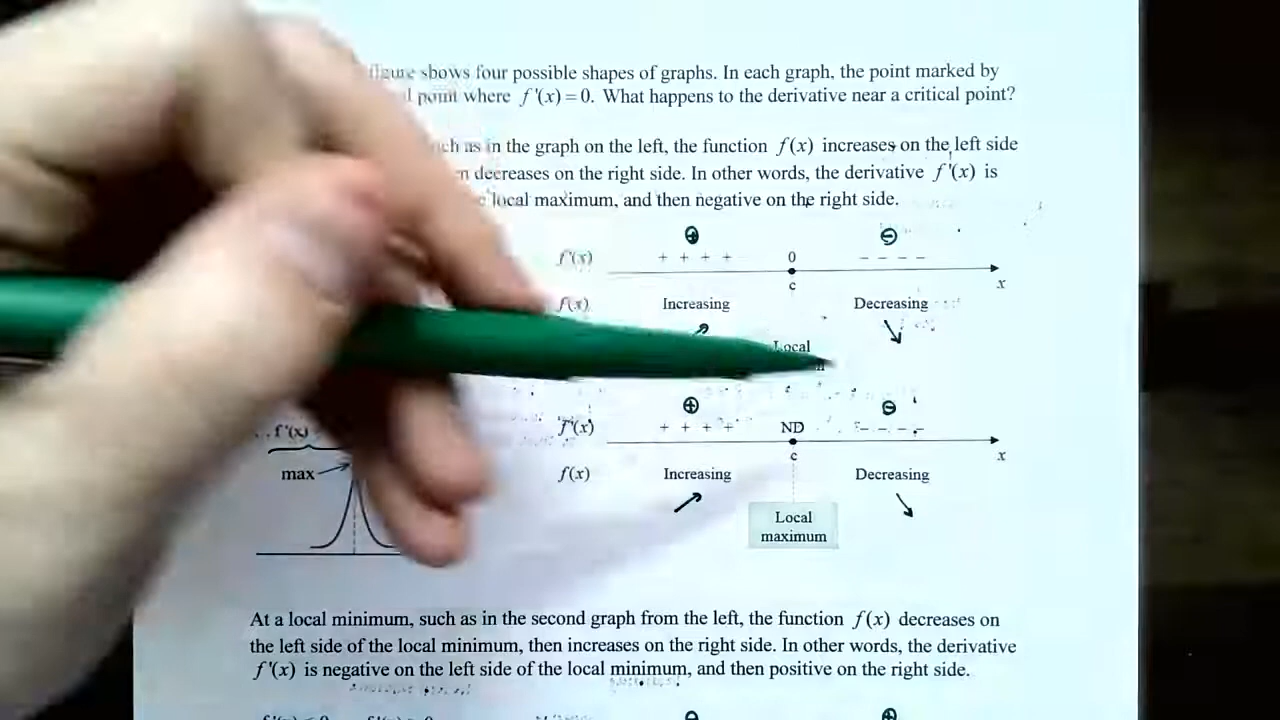 figure shows four possible shapes of graphs. In each graph, the point marked by
point where f'(x) = 0. What happens to the derivative near a critical point?
as in the graph on the left, the function f(x) increases on the left side
decreases on the right side. In other words, the derivative f'(x) is
local maximum, and then negative on the right side.
⊕ ⊖
f'(x) + + + + 0 - - - -
c x
f(x) Increasing Decreasing
Local
⊕ ⊖
f'(x) + + + + ND - - - -
f'(x) c x
max f(x) Increasing Decreasing
Local
maximum
At a local minimum, such as in the second graph from the left, the function f(x) decreases on
the left side of the local minimum, then increases on the right side. In other words, the derivative
f'(x) is negative on the left side of the local minimum, and then positive on the right side.